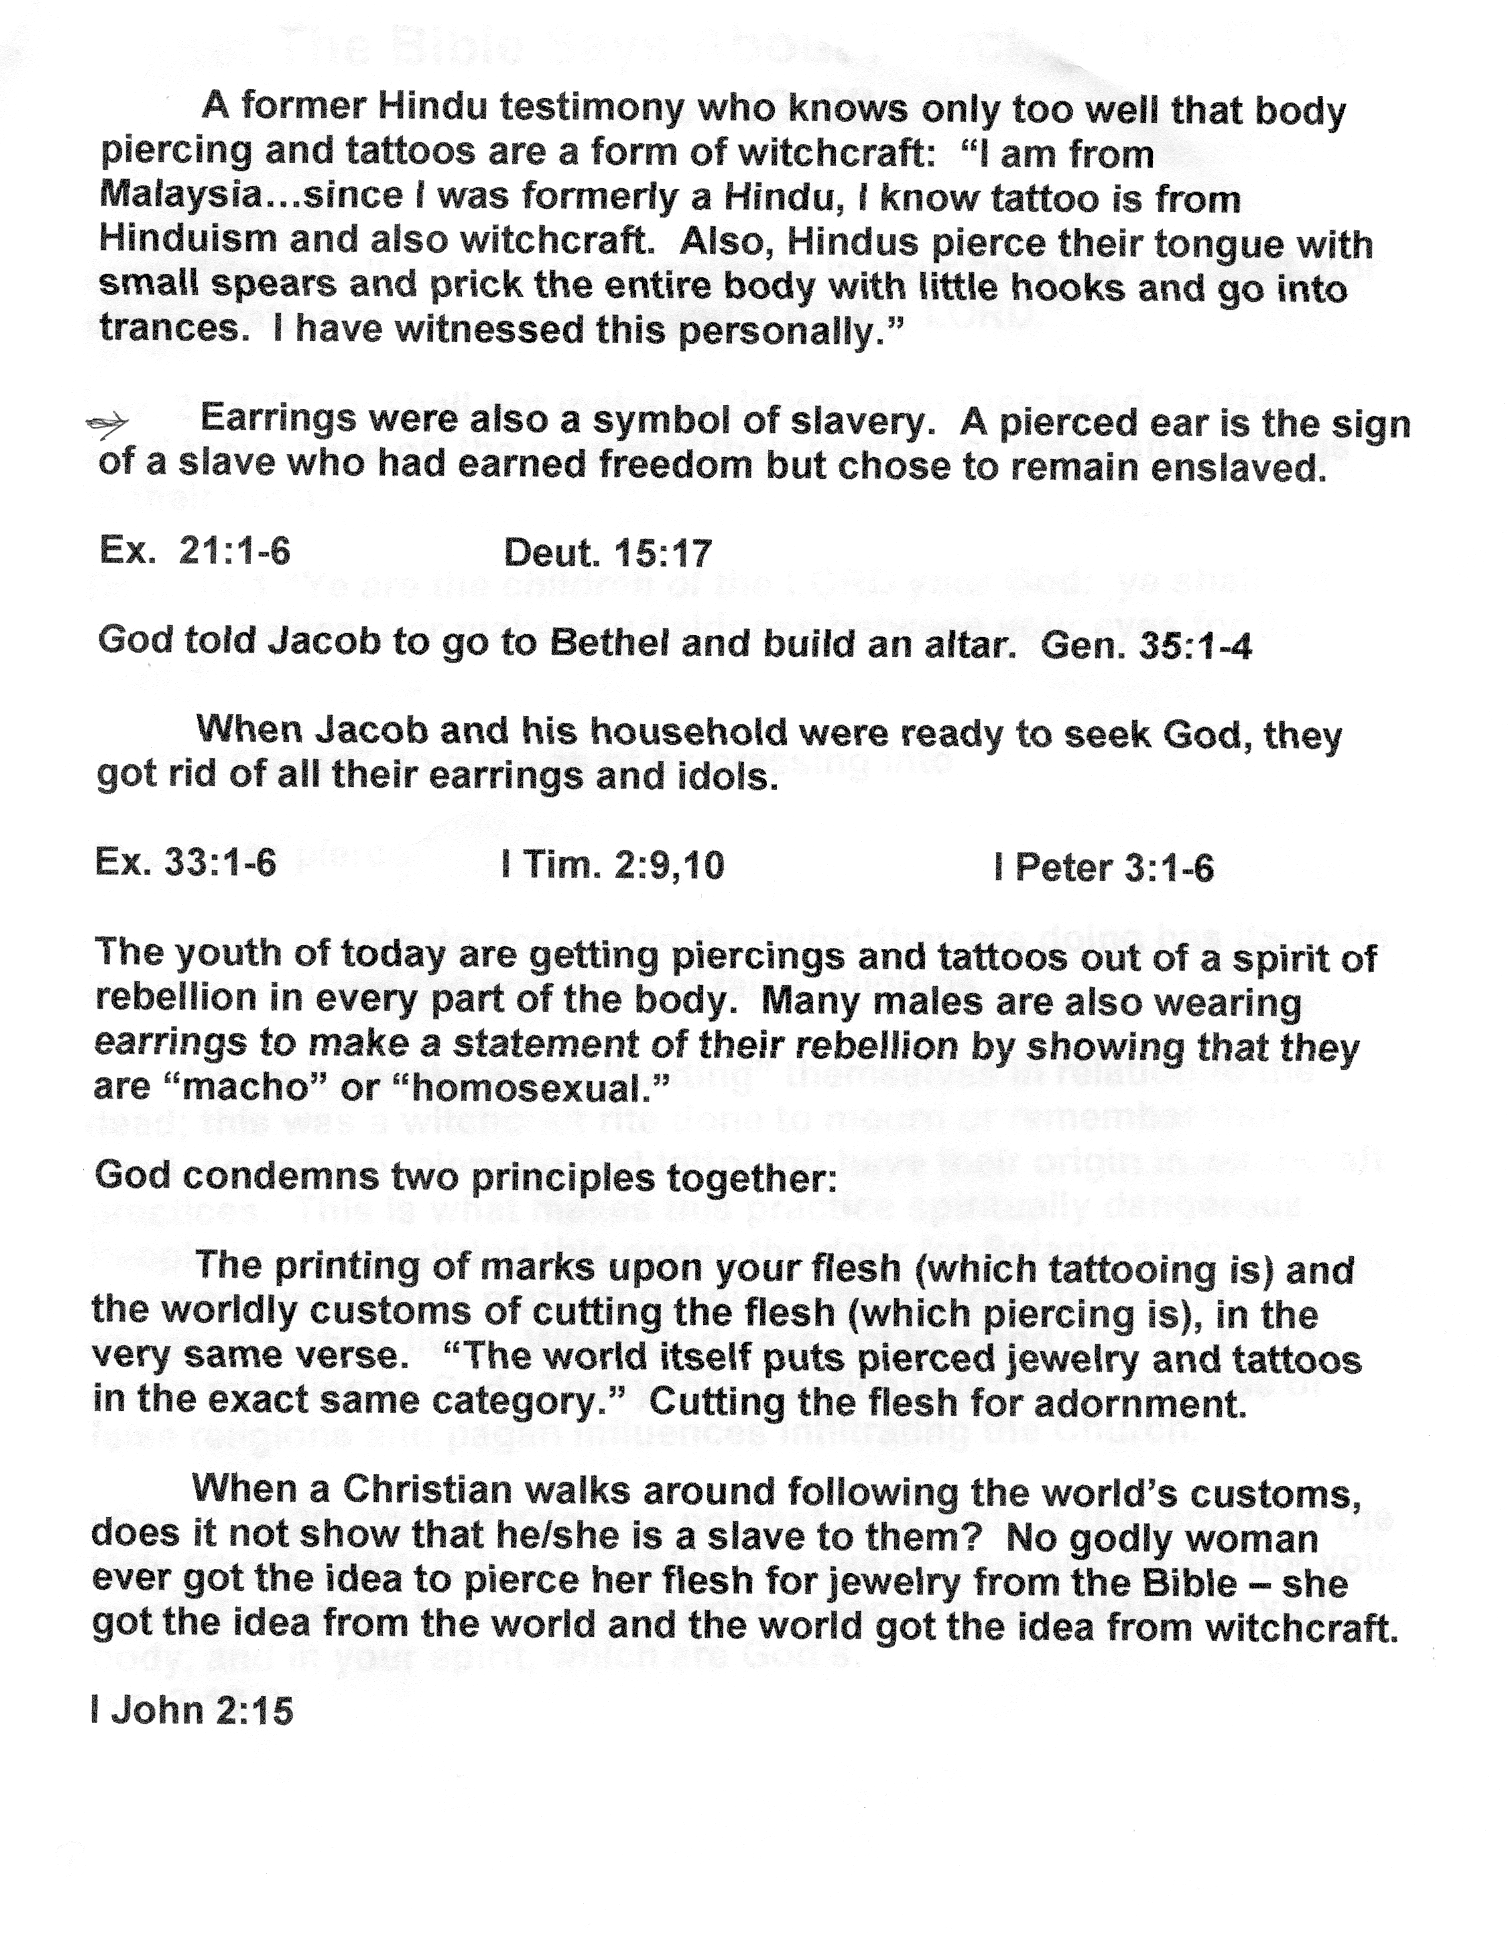 A former Hindu testimony who knows only too well that body
piercing and tattoos are a form of witchcraft: “I am from
Malaysia...since I was formerly a Hindu, I know tattoo is from
Hinduism and also witchcraft. Also, Hindus pierce their tongue with
small spears and prick the entire body with little hooks and go into
trances. I have witnessed this personally.”
Earrings were also a symbol of slavery. A pierced ear is the sign
of a slave who had earned freedom but chose to remain enslaved.
Ex. 21:1-6 Deut. 15:17
God told Jacob to go to Bethel and build an altar. Gen. 35:1-4
When Jacob and his household were ready to seek God, they
got rid of all their earrings and idols.
Ex. 33:1-6 I Tim. 2:9,10 I Peter 3:1-6
The youth of today are getting piercings and tattoos out of a spirit of
rebellion in every part of the body. Many males are also wearing
earrings to make a statement of their rebellion by showing that they
are “macho” or “homosexual.”
God condemns two principles together:
The printing of marks upon your flesh (which tattooing is) and
the worldly customs of cutting the flesh (which piercing is), in the
very same verse. “The world itself puts pierced jewelry and tattoos
in the exact same category.” Cutting the flesh for adornment.
When a Christian walks around following the world’s customs,
does it not show that he/she is a slave to them? No godly woman
ever got the idea to pierce her flesh for jewelry from the Bible – she
got the idea from the world and the world got the idea from witchcraft.
I John 2:15